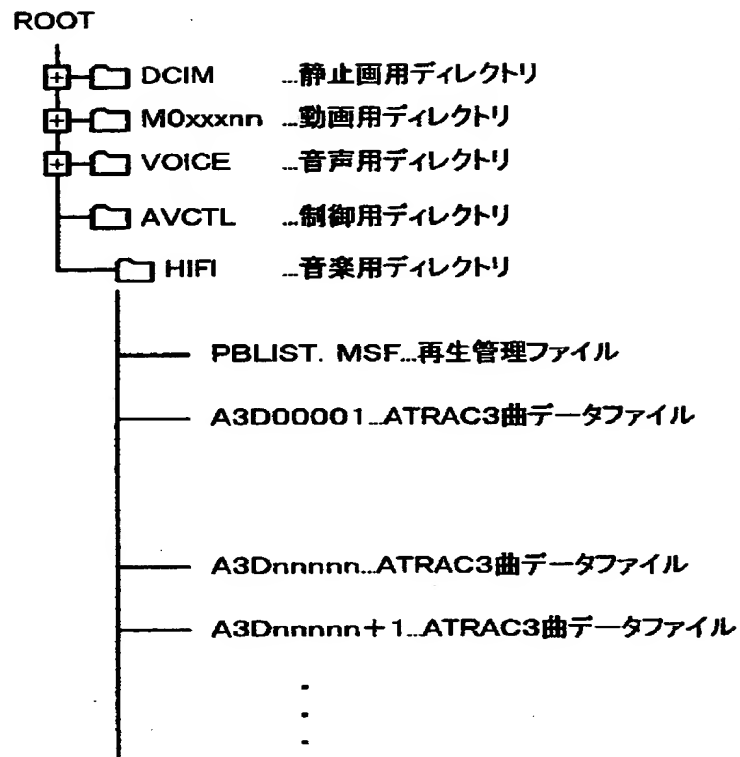 ROOT
DCIM ...静止画用ディレクトリ
M0xxxnn ...動画用ディレクトリ
VOICE ...音声用ディレクトリ
AVCTL ...制御用ディレクトリ
HIFI ...音楽用ディレクトリ
PBLIST. MSF...再生管理ファイル
A3D00001...ATRAC3曲データファイル
A3Dnnnnn...ATRAC3曲データファイル
A3Dnnnnn+1...ATRAC3曲データファイル